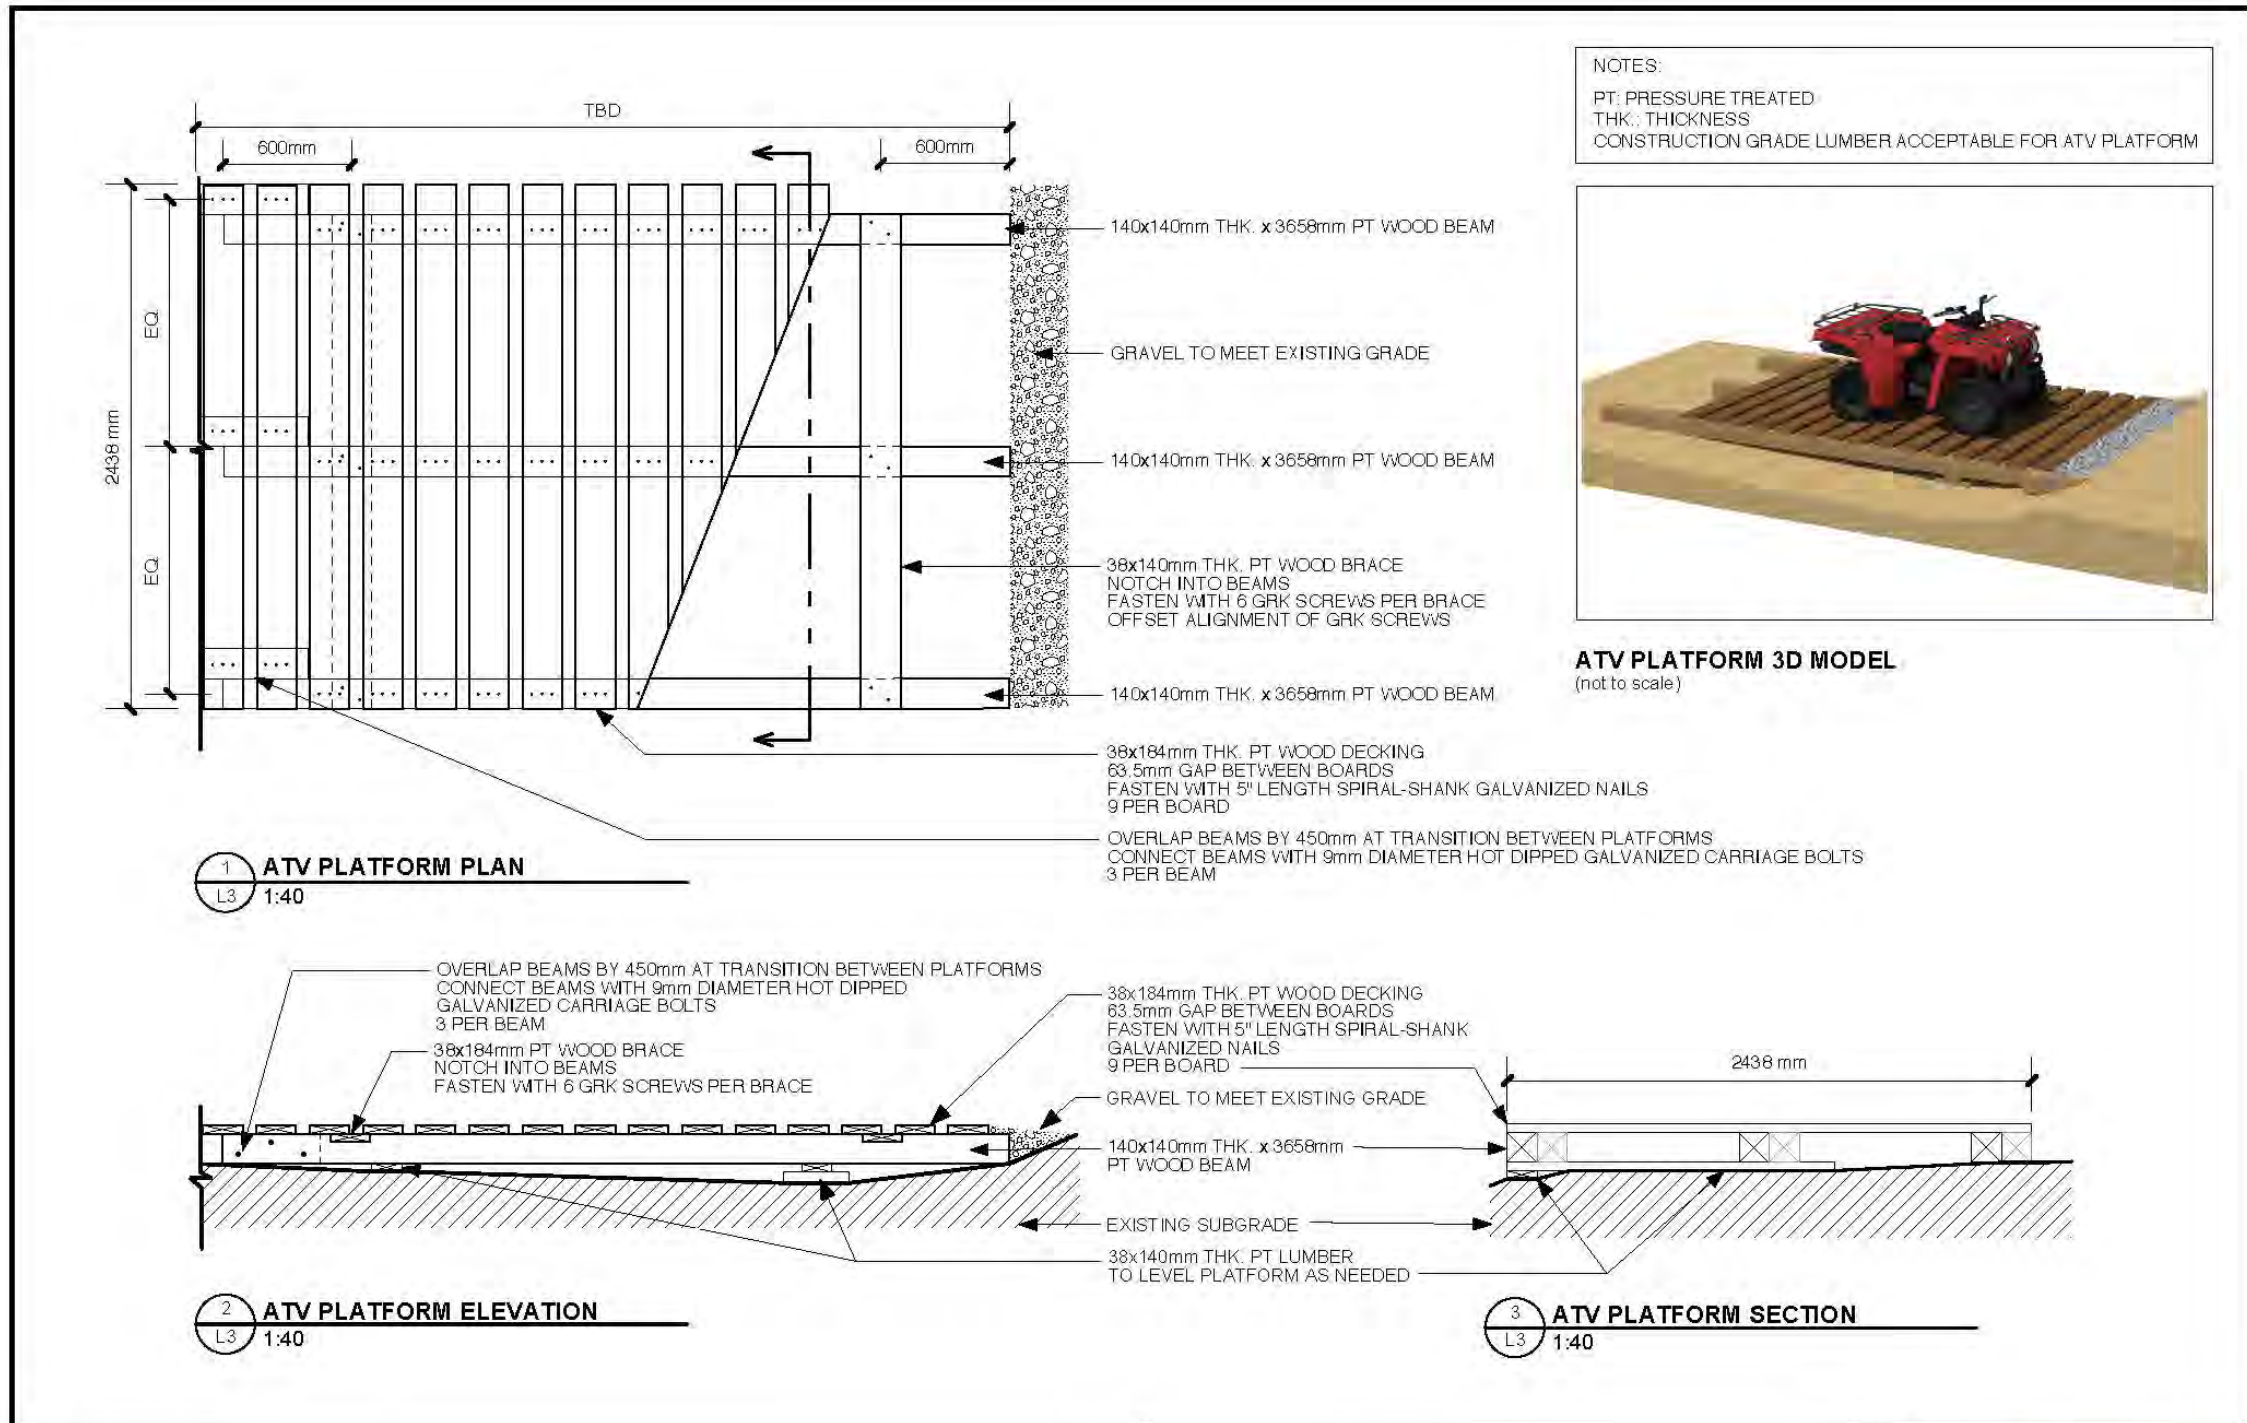 NOTES:
PT: PRESSURE TREATED
THK.: THICKNESS
CONSTRUCTION GRADE LUMBER ACCEPTABLE FOR ATV PLATFORM
TBD
600mm
600mm
2438 mm
EQ
EQ
140x140mm THK. x 3658mm PT WOOD BEAM
GRAVEL TO MEET EXISTING GRADE
140x140mm THK. x 3658mm PT WOOD BEAM
38x140mm THK. PT WOOD BRACE
NOTCH INTO BEAMS
FASTEN WITH 6 GRK SCREWS PER BRACE
OFFSET ALIGNMENT OF GRK SCREWS
140x140mm THK. x 3658mm PT WOOD BEAM
38x184mm THK. PT WOOD DECKING
63.5mm GAP BETWEEN BOARDS
FASTEN WITH 5" LENGTH SPIRAL-SHANK GALVANIZED NAILS
9 PER BOARD
OVERLAP BEAMS BY 450mm AT TRANSITION BETWEEN PLATFORMS
CONNECT BEAMS WITH 9mm DIAMETER HOT DIPPED GALVANIZED CARRIAGE BOLTS
3 PER BEAM
1
L3
ATV PLATFORM PLAN
1:40
ATV PLATFORM 3D MODEL
(not to scale)
OVERLAP BEAMS BY 450mm AT TRANSITION BETWEEN PLATFORMS
CONNECT BEAMS WITH 9mm DIAMETER HOT DIPPED
GALVANIZED CARRIAGE BOLTS
3 PER BEAM
38x184mm PT WOOD BRACE
NOTCH INTO BEAMS
FASTEN WITH 6 GRK SCREWS PER BRACE
38x184mm THK. PT WOOD DECKING
63.5mm GAP BETWEEN BOARDS
FASTEN WITH 5" LENGTH SPIRAL-SHANK
GALVANIZED NAILS
9 PER BOARD
GRAVEL TO MEET EXISTING GRADE
140x140mm THK. x 3658mm
PT WOOD BEAM
EXISTING SUBGRADE
38x140mm THK. PT LUMBER
TO LEVEL PLATFORM AS NEEDED
2438 mm
2
L3
ATV PLATFORM ELEVATION
1:40
3
L3
ATV PLATFORM SECTION
1:40